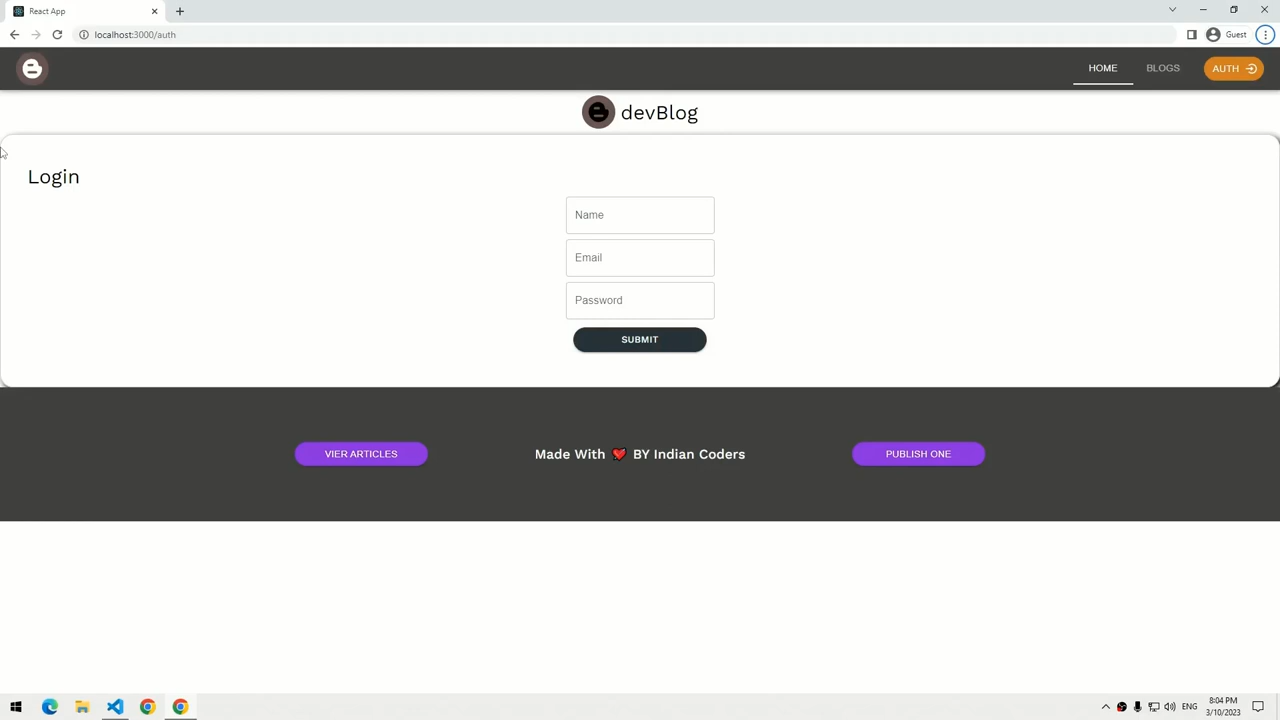 React App
localhost:3000/auth
Guest
HOME
BLOGS
AUTH
devBlog
Login
Name
Email
Password
SUBMIT
VIER ARTICLES
Made With ❤️ BY Indian Coders
PUBLISH ONE
ENG
8:04 PM
3/10/2023